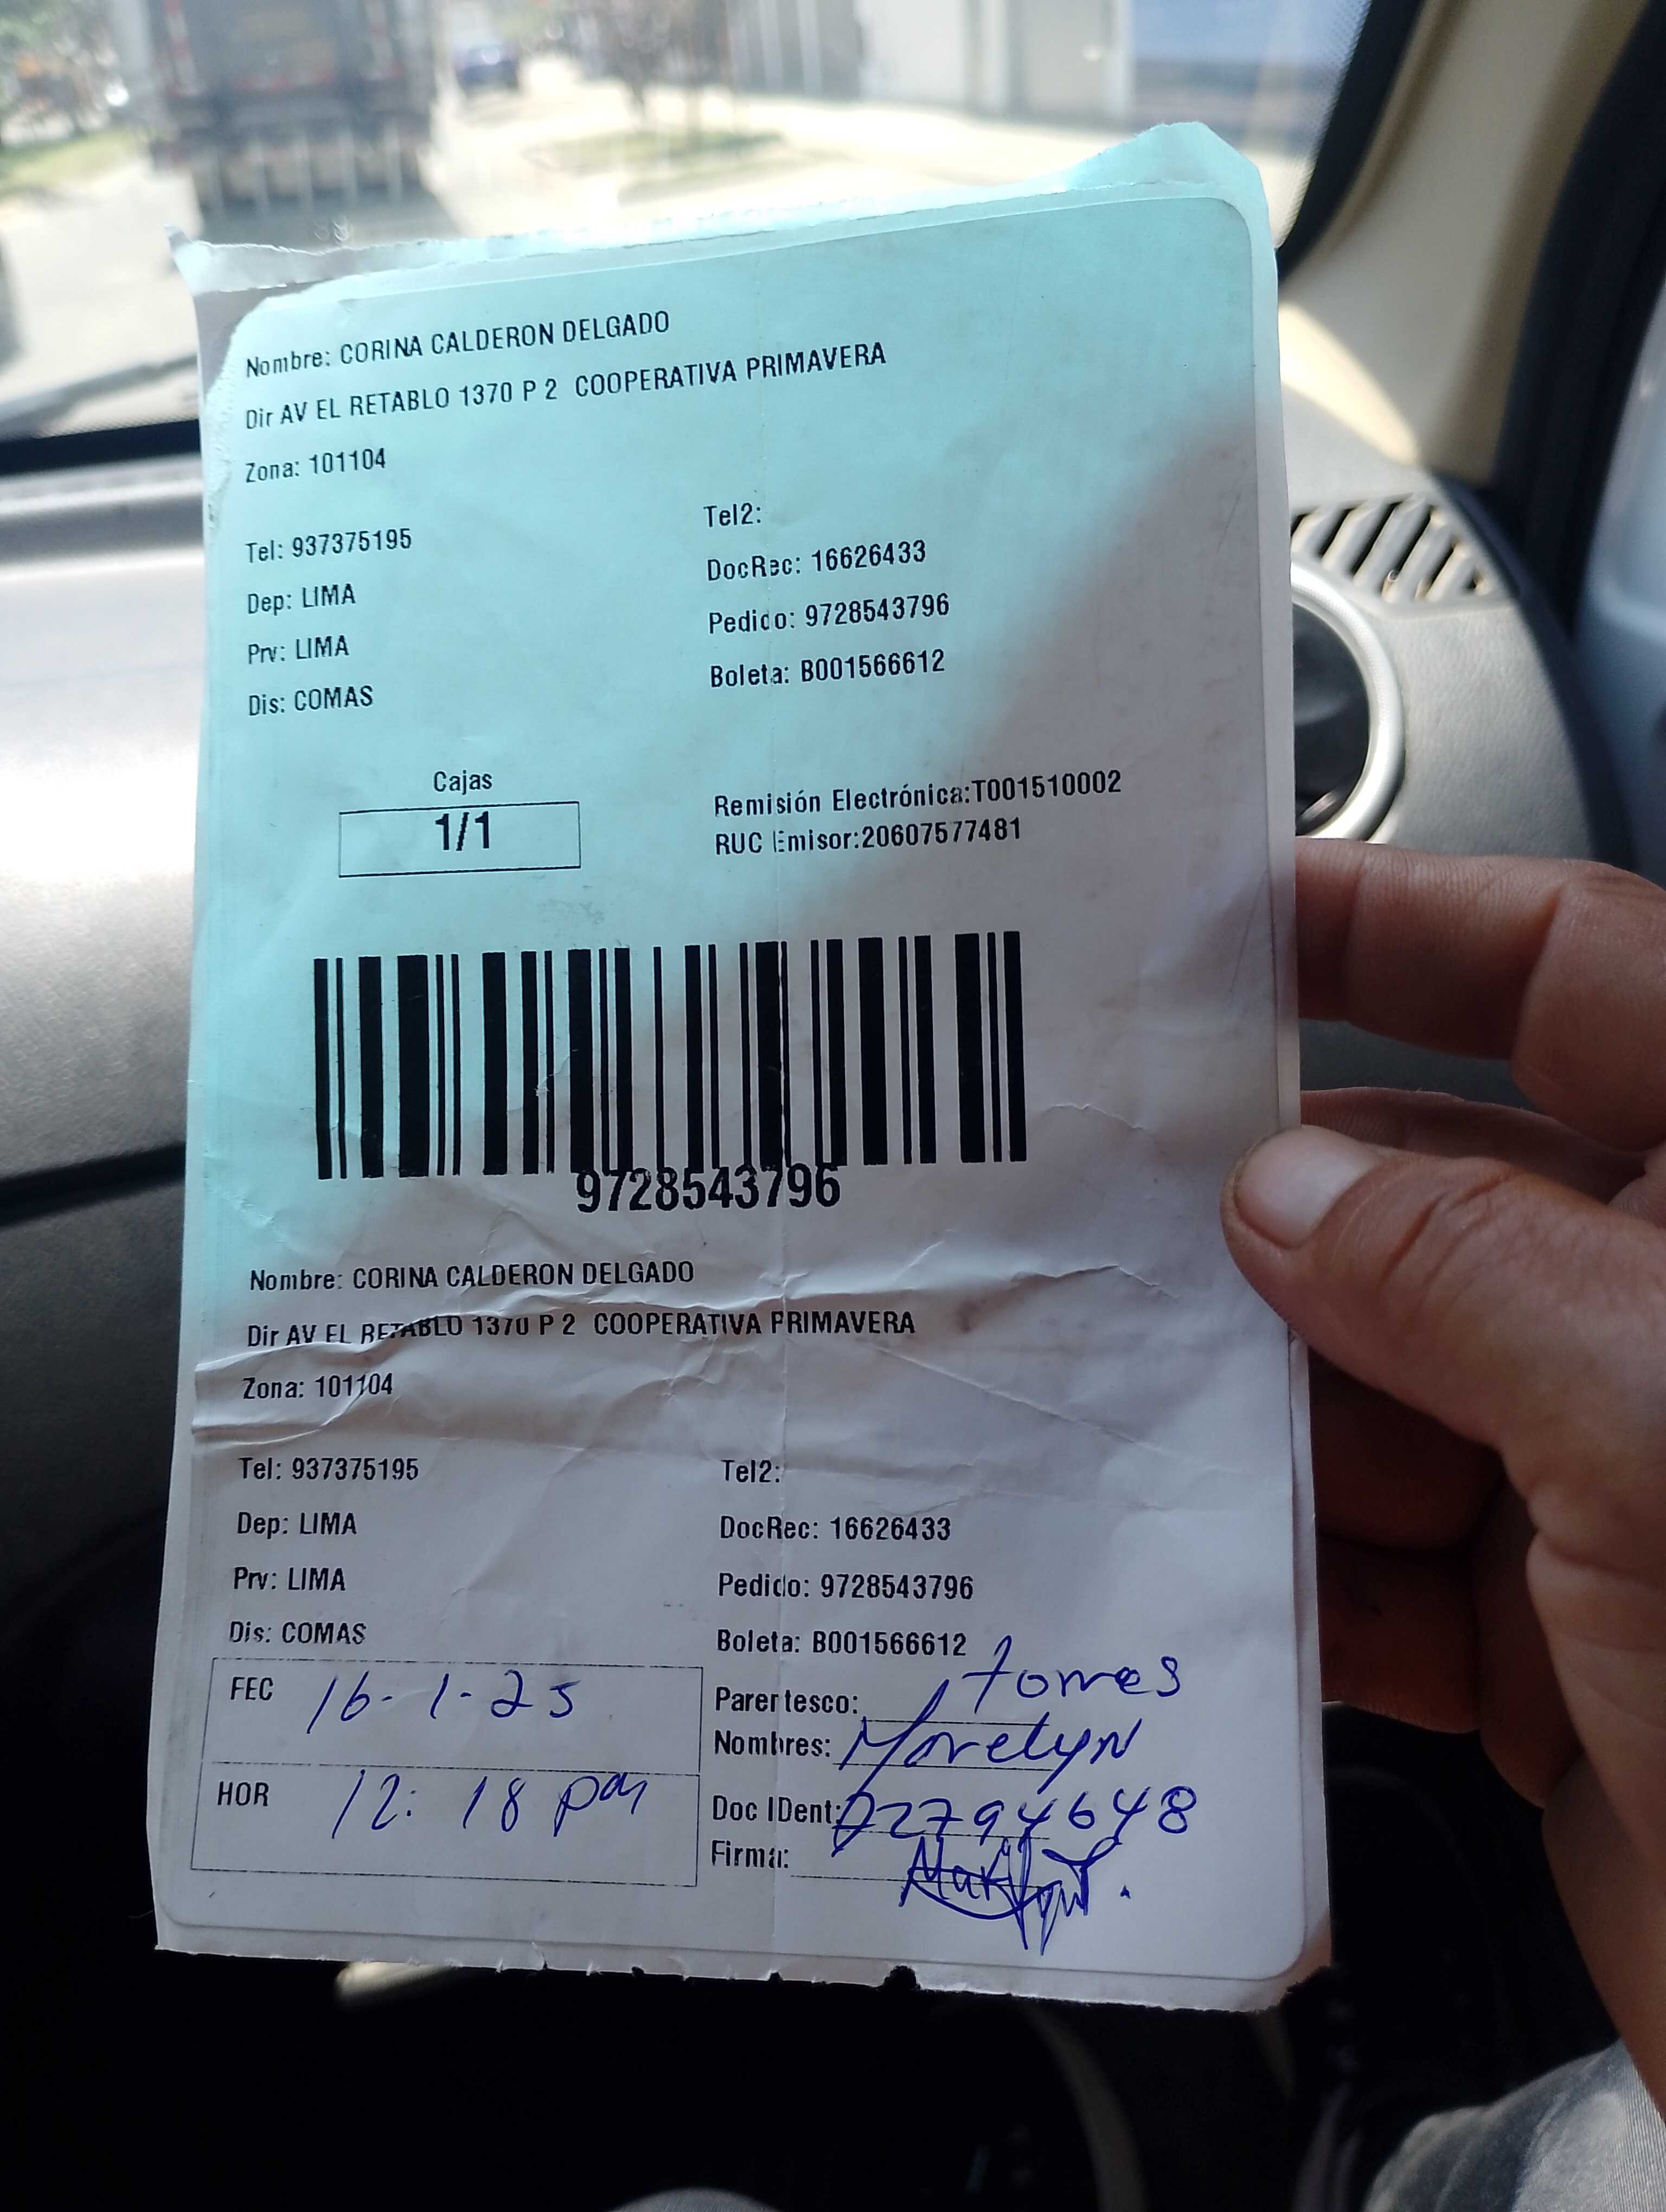 Nombre: CORINA CALDERON DELGADO
Dir AV EL RETABLO 1370 P 2 COOPERATIVA PRIMAVERA
Zona: 101104
Tel: 937375195 Tel2:
Dep: LIMA DocRec: 16626433
Prv: LIMA Pedido: 9728543796
Dis: COMAS Boleta: B001566612
Cajas
1/1
Remisión Electrónica:T001510002
RUC Emisor:20607577481
9728543796
Nombre: CORINA CALDERON DELGADO
Dir AV EL RETABLO 1370 P 2 COOPERATIVA PRIMAVERA
Zona: 101104
Tel: 937375195 Tel2:
Dep: LIMA DocRec: 16626433
Prv: LIMA Pedido: 9728543796
Dis: COMAS Boleta: B001566612
FEC 16-1-25
HOR 12:18 pm
Parentesco: torres
Nombres: Marelyn
Doc IDent: 02794648
Firma: